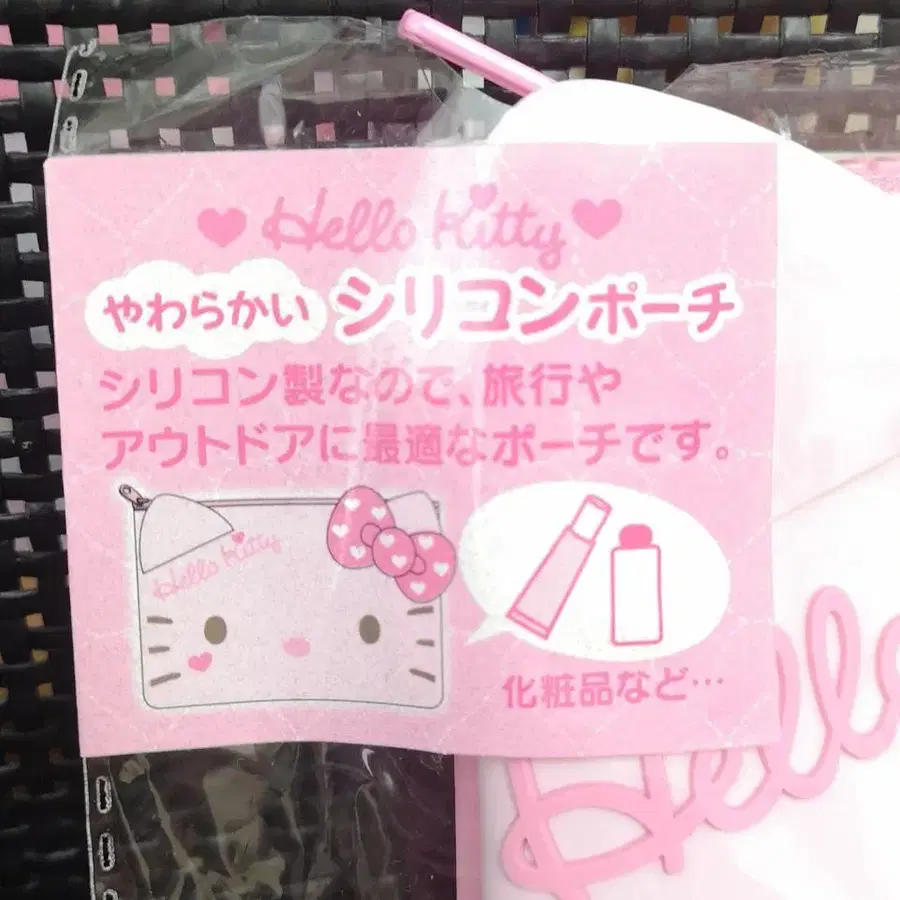 Hello Kitty
やわらかい シリコンポーチ
シリコン製なので、旅行や
アウトドアに最適なポーチです。
Hello Kitty
化粧品など…
Hello